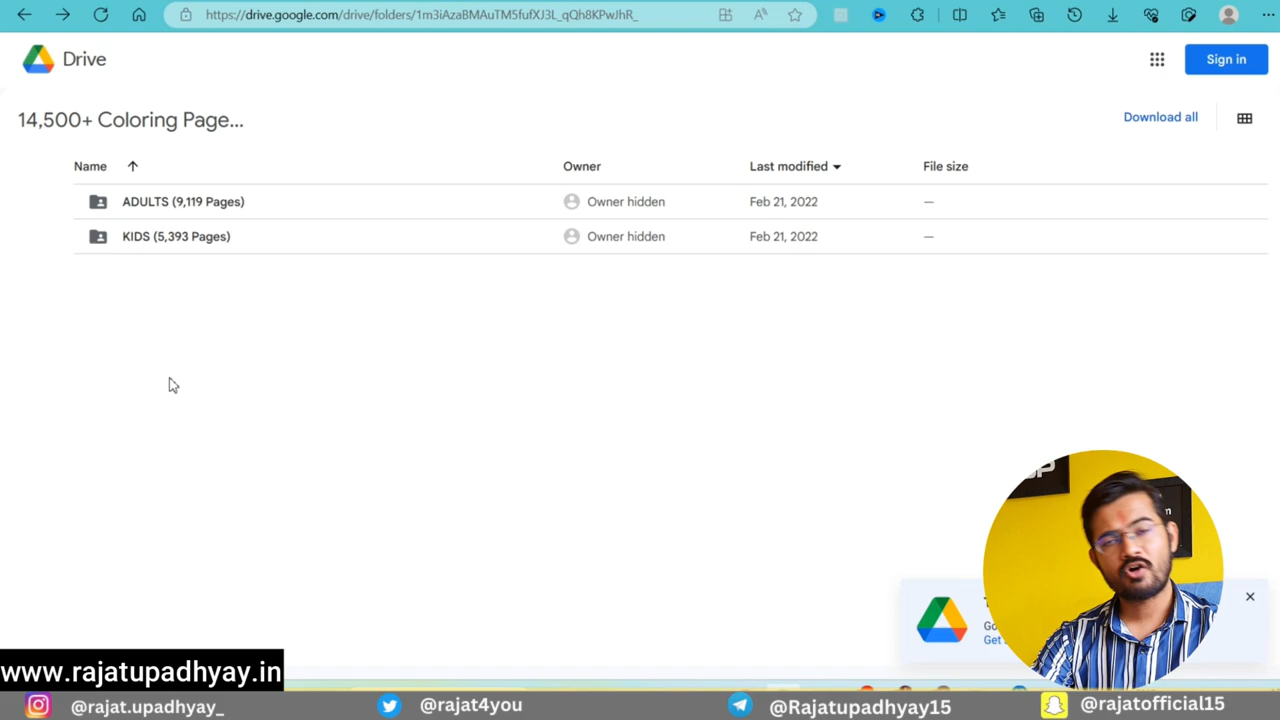 https://drive.google.com/drive/folders/1m3iAzaBMAuTM5fufXJ3L_qQh8KPwJhR_
Drive
Sign in
14,500+ Coloring Page...
Download all
Name
Owner
Last modified
File size
ADULTS (9,119 Pages)
Owner hidden
Feb 21, 2022
—
KIDS (5,393 Pages)
Owner hidden
Feb 21, 2022
—
Get
www.rajatupadhyay.in
@rajat.upadhyay_
@rajat4you
@Rajatupadhyay15
@rajatofficial15